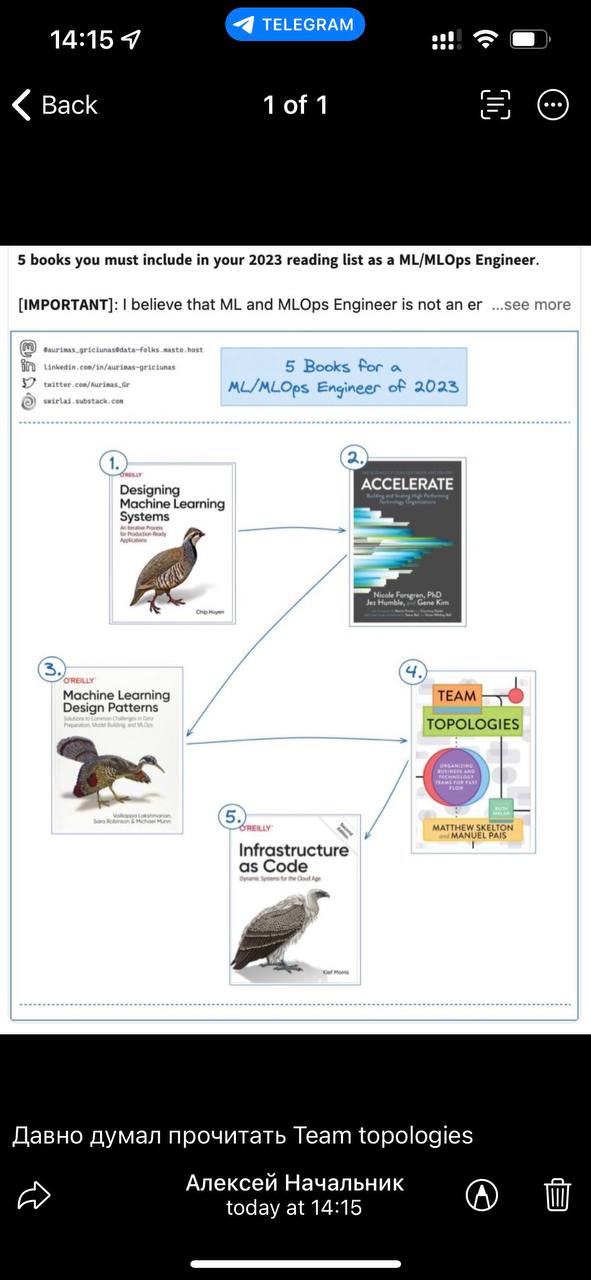 14:15
TELEGRAM
Back
1 of 1
5 books you must include in your 2023 reading list as a ML/MLOps Engineer.
[IMPORTANT]: I believe that ML and MLOps Engineer is not an er ...see more
@aurimas_griciunas@data-folks.masto.host
linkedin.com/in/aurimas-griciunas
twitter.com/Aurimas_Gr
swirlai.substack.com
5 Books for a
ML/MLOps Engineer of 2023
1.
O'REILLY
Designing
Machine Learning
Systems
An Iterative Process
for Production-Ready
Applications
Chip Huyen
2.
ACCELERATE
Building and Scaling High Performing
Technology Organizations
Nicole Forsgren, PhD
Jez Humble, and Gene Kim
3.
O'REILLY
Machine Learning
Design Patterns
Solutions to Common Challenges in Data
Preparation, Model Building, and MLOps
Valliappa Lakshmanan,
Sara Robinson & Michael Munn
4.
TEAM
TOPOLOGIES
ORGANIZING
BUSINESS AND
TECHNOLOGY
TEAMS FOR FAST
FLOW
MATTHEW SKELTON
and MANUEL PAIS
5.
O'REILLY
Infrastructure
as Code
Dynamic Systems for the Cloud Age
Kief Morris
Давно думал прочитать Team topologies
Алексей Начальник
today at 14:15